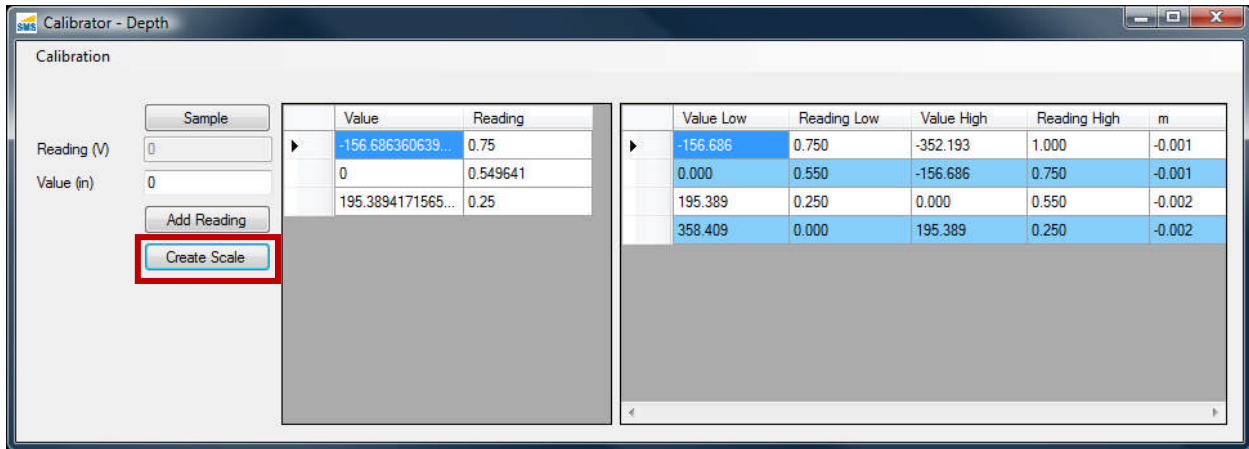 SMS Calibrator - Depth
Calibration
Sample
Reading (V) 0
Value (in) 0
Add Reading
Create Scale
Value Reading
-156.686360639... 0.75
0 0.549641
195.3894171565... 0.25
Value Low Reading Low Value High Reading High m
-156.686 0.750 -352.193 1.000 -0.001
0.000 0.550 -156.686 0.750 -0.001
195.389 0.250 0.000 0.550 -0.002
358.409 0.000 195.389 0.250 -0.002